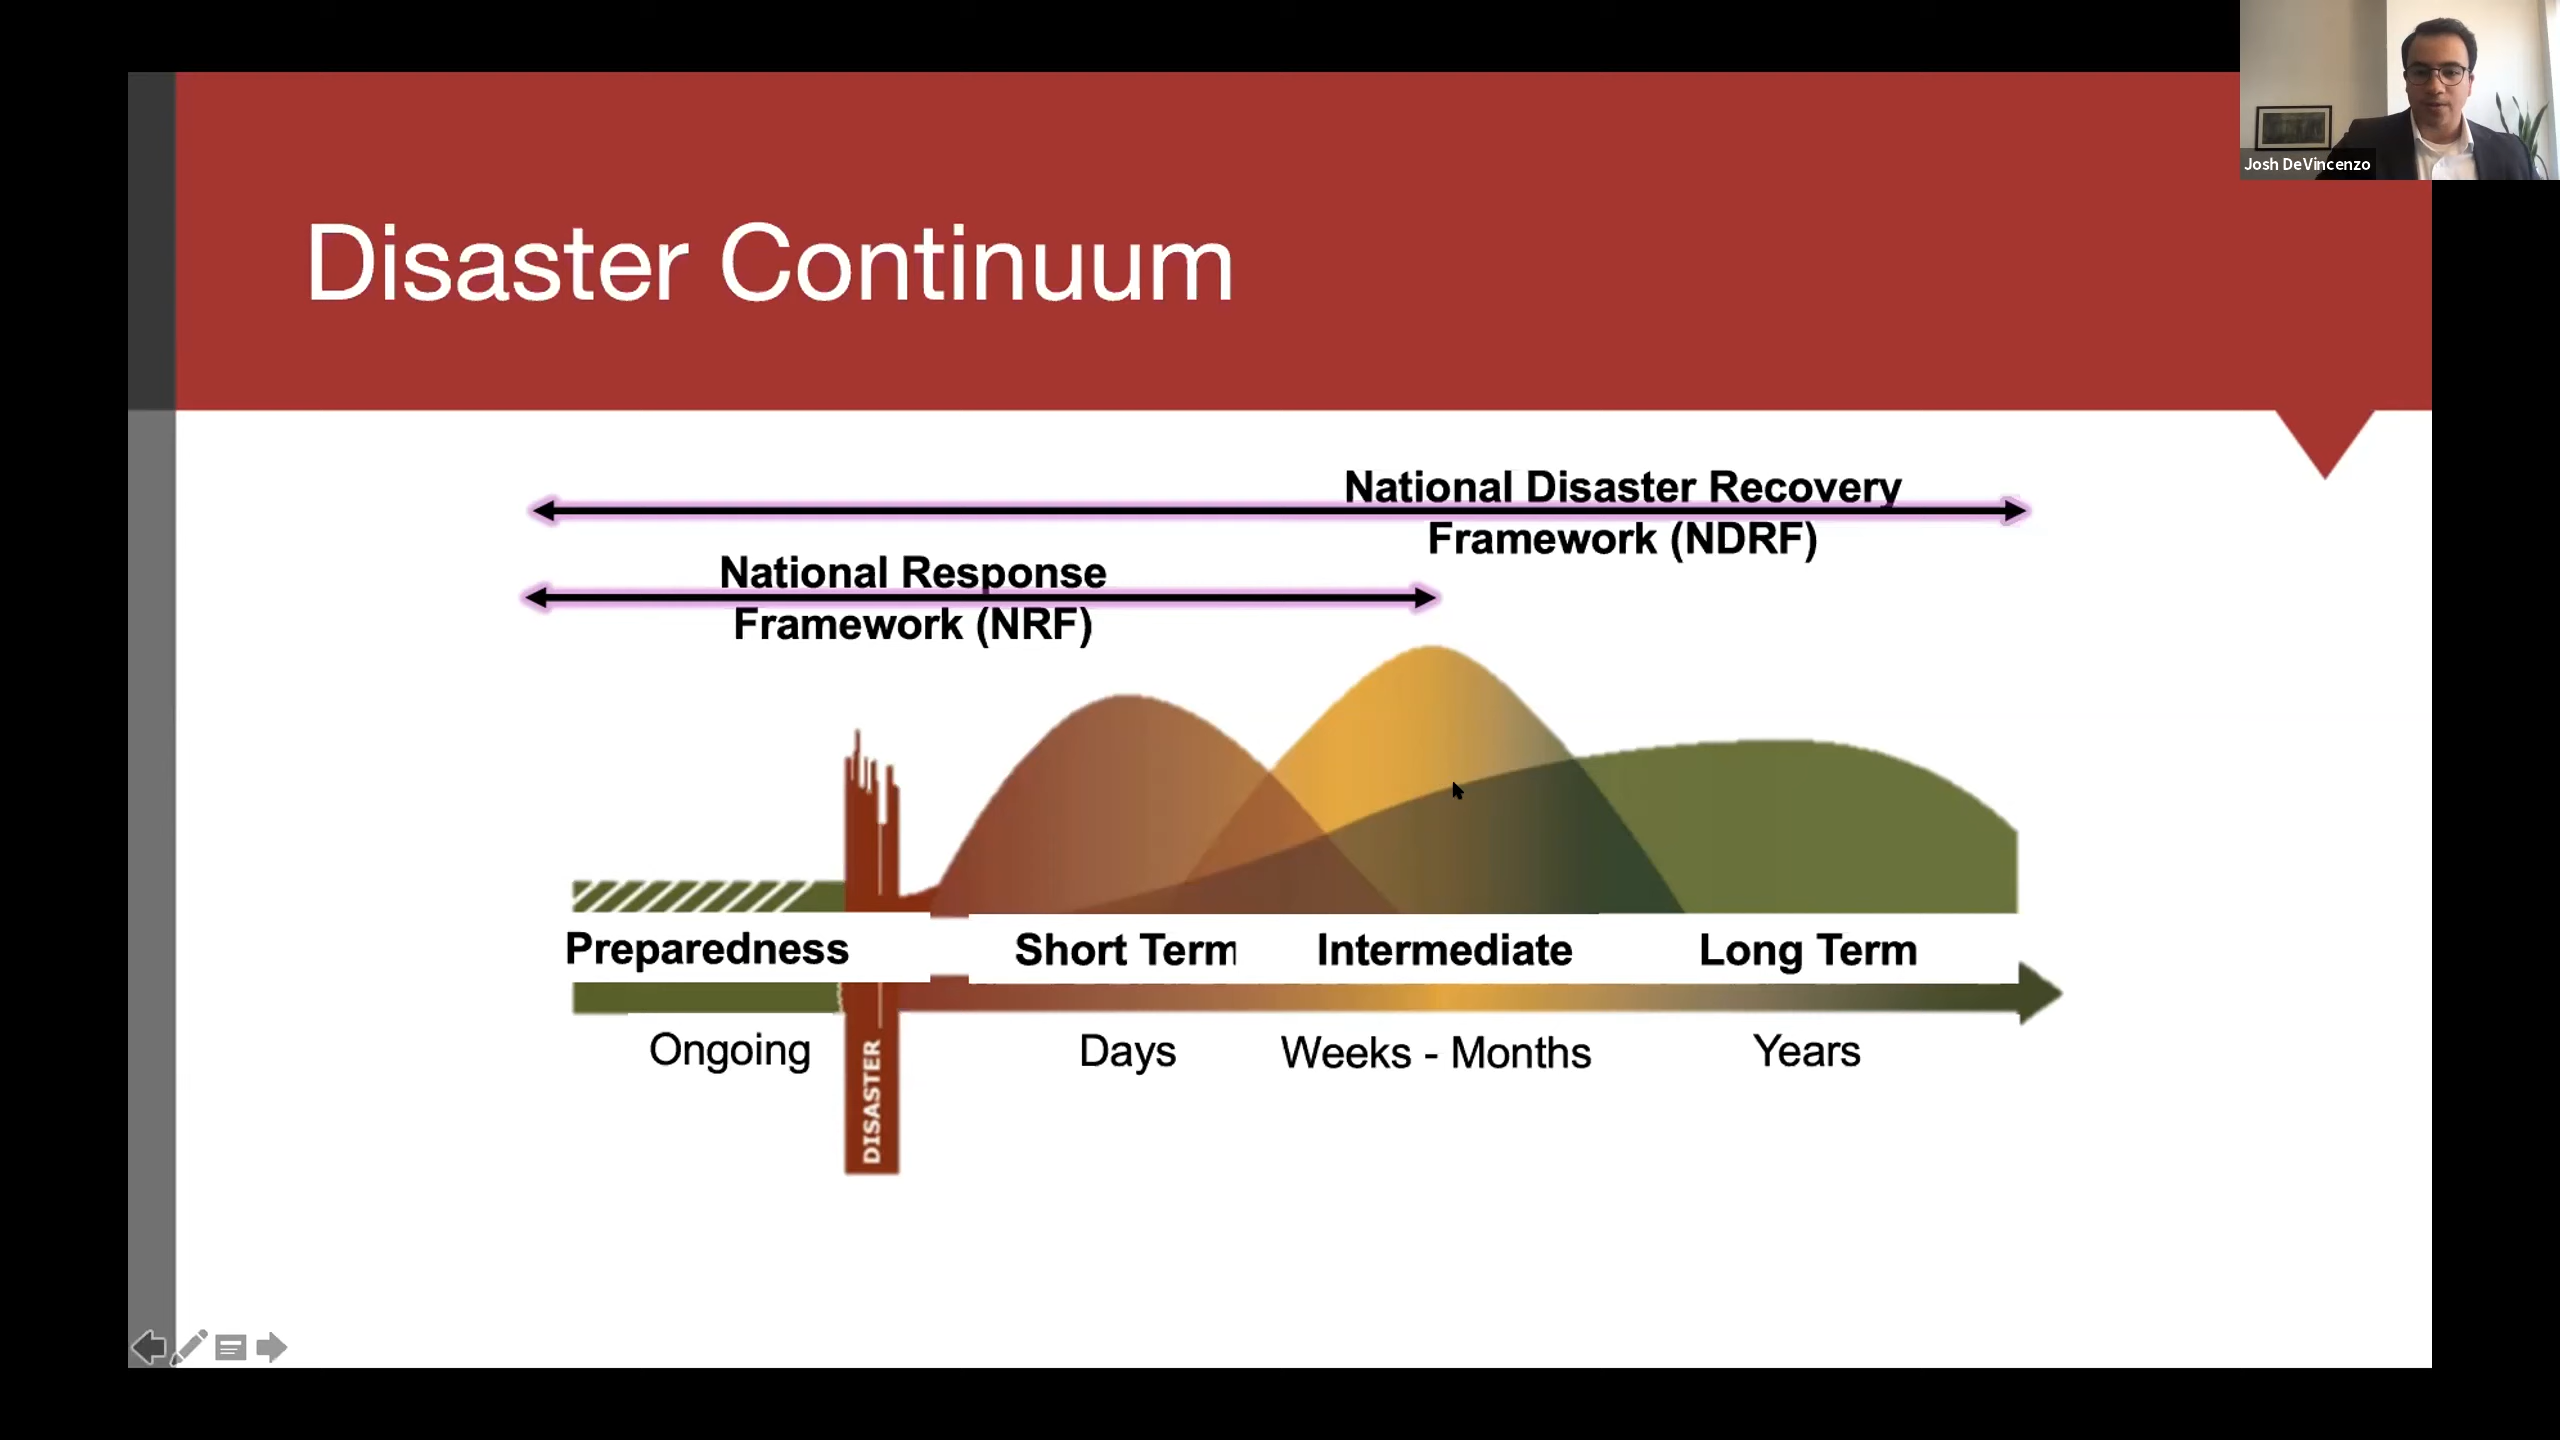 Josh DeVincenzo
Disaster Continuum
National Disaster Recovery
Framework (NDRF)
National Response
Framework (NRF)
Preparedness
Short Term
Intermediate
Long Term
Ongoing
Days
Weeks - Months
Years
DISASTER